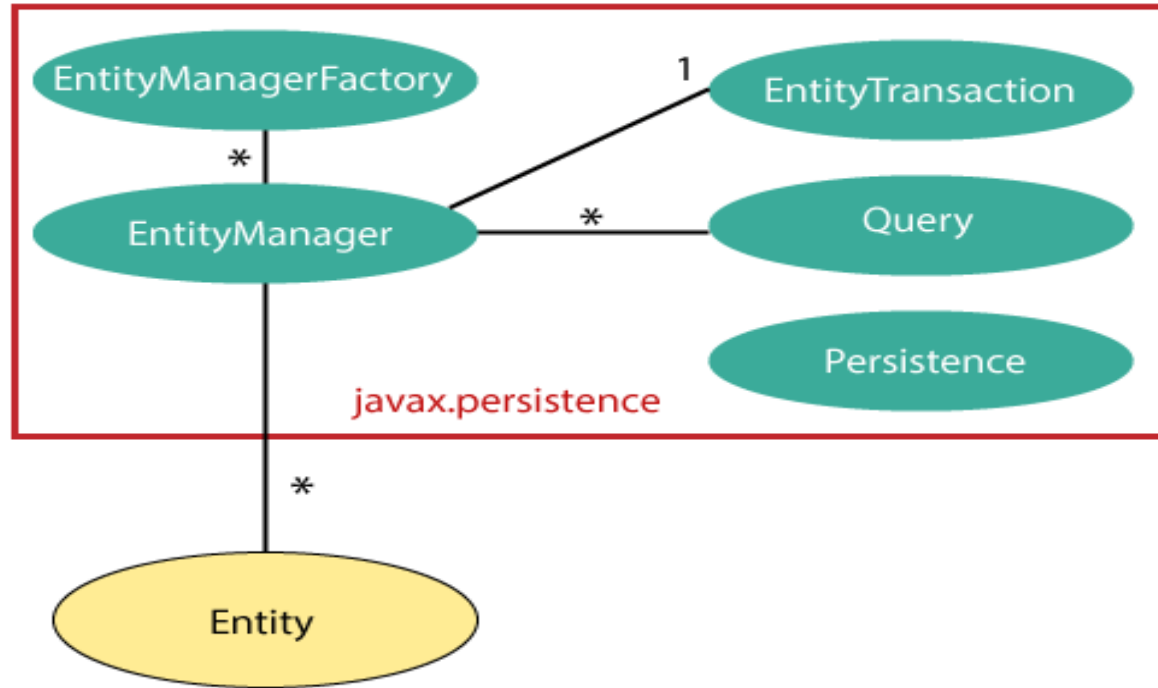 EntityManagerFactory
1
EntityTransaction
*
EntityManager
*
Query
Persistence
javax.persistence
*
Entity